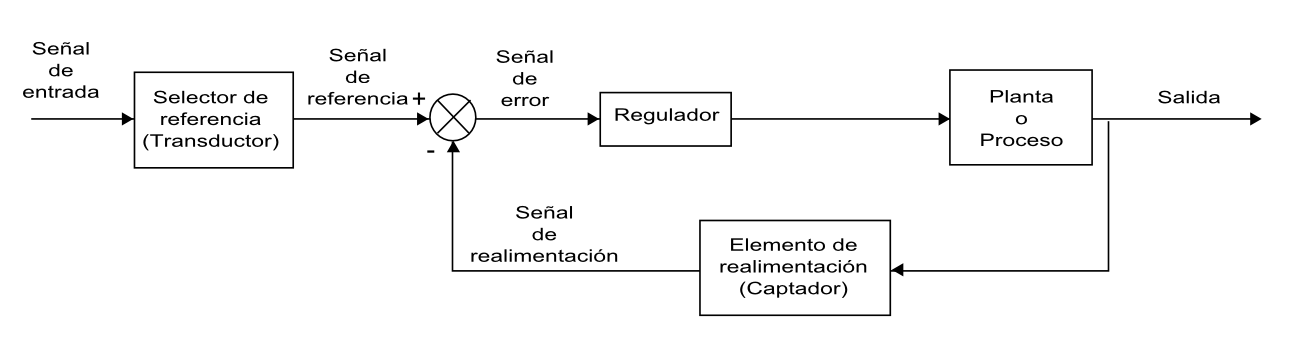 Señal
de
entrada
Selector de
referencia
(Transductor)
Señal
de
referencia +
-
Señal
de
error
Regulador
Planta
o
Proceso
Salida
Señal
de
realimentación
Elemento de
realimentación
(Captador)